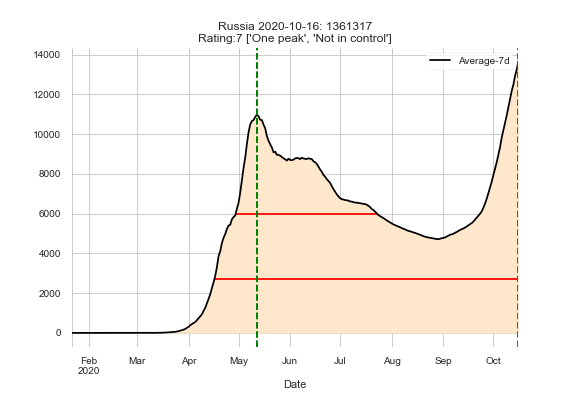 Russia 2020-10-16: 1361317
Rating:7 ['One peak', 'Not in control']
Average-7d
14000
12000
10000
8000
6000
4000
2000
0
Feb Mar Apr May Jun Jul Aug Sep Oct
2020
Date